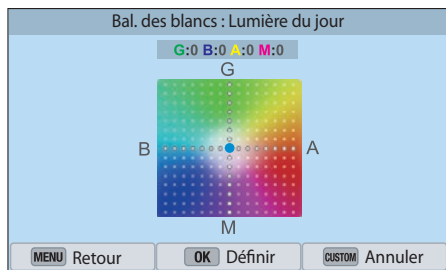 Bal. des blancs : Lumière du jour
G:0 B:0 A:0 M:0
G
B A
M
MENU Retour OK Définir CUSTOM Annuler